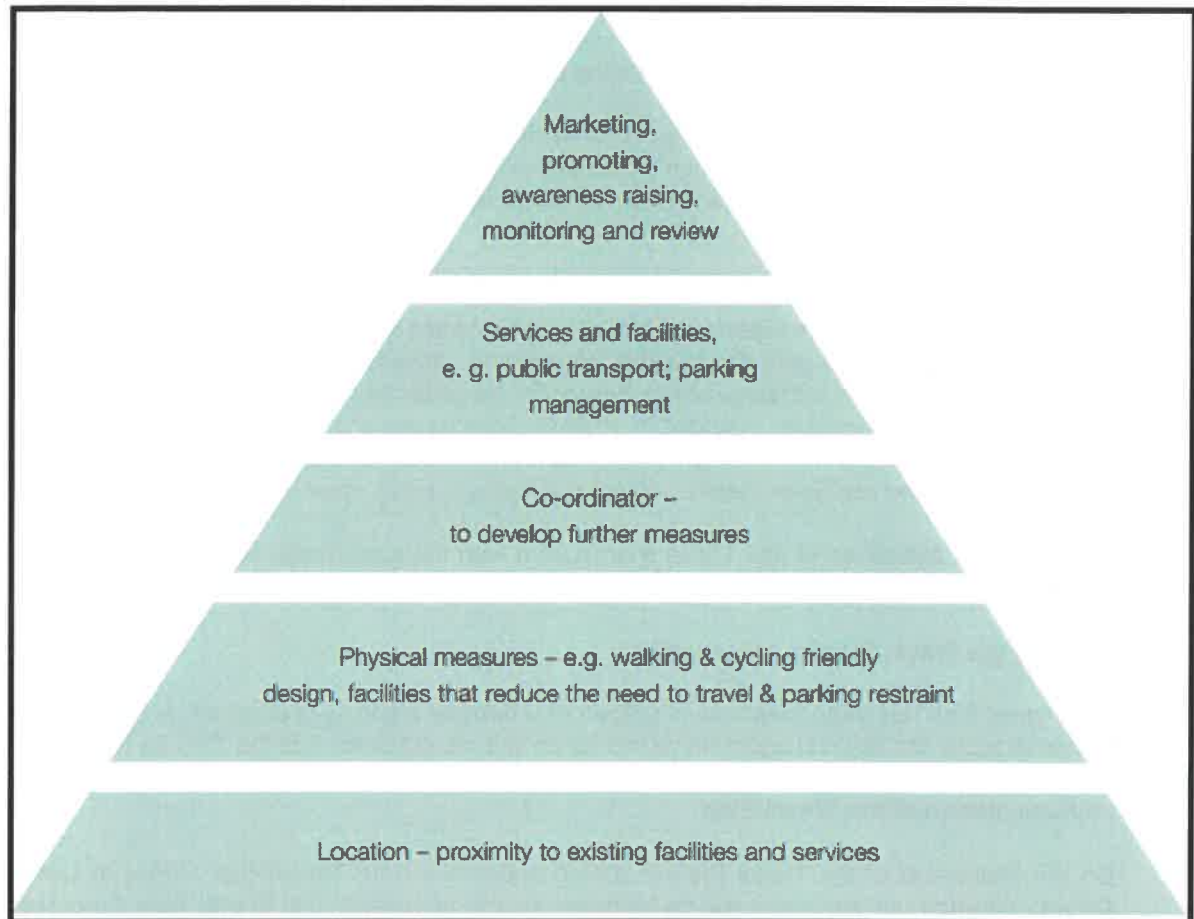 Marketing,
promoting,
awareness raising,
monitoring and review
Services and facilities,
e. g. public transport; parking
management
Co-ordinator –
to develop further measures
Physical measures – e.g. walking & cycling friendly
design, facilities that reduce the need to travel & parking restraint
Location – proximity to existing facilities and services